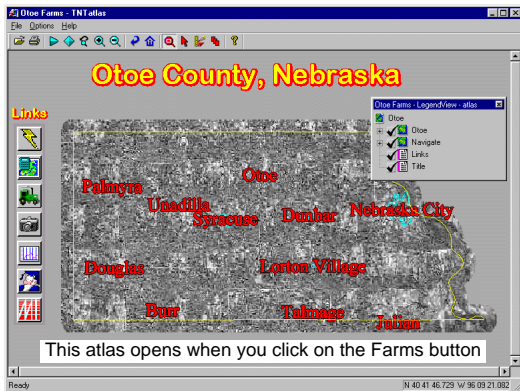 Otoe Farms - TNTatlas
File Options Help
Otoe County, Nebraska
Links
Otoe Farms - LegendView - atlas
Otoe
Otoe
Navigate
Links
Title
Otoe
Palmyra
Unadilla
Syracuse
Dunbar
Nebraska City
Douglas
Lorton Village
Burr
Talmage
Julian
This atlas opens when you click on the Farms button
Ready
N 40 41 46.729 W 96 09 21.082